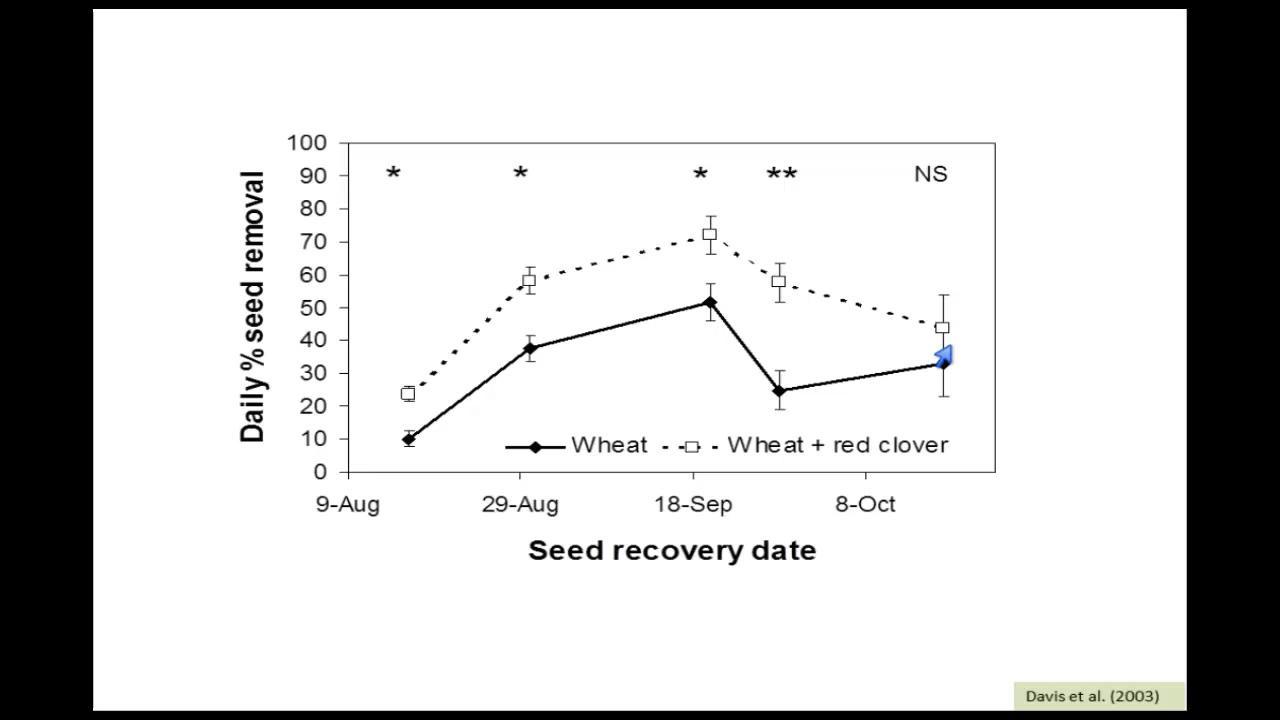 100
90
80
70
60
50
40
30
20
10
0
Daily % seed removal
* * * ** NS
Wheat Wheat + red clover
9-Aug 29-Aug 18-Sep 8-Oct
Seed recovery date
Davis et al. (2003)